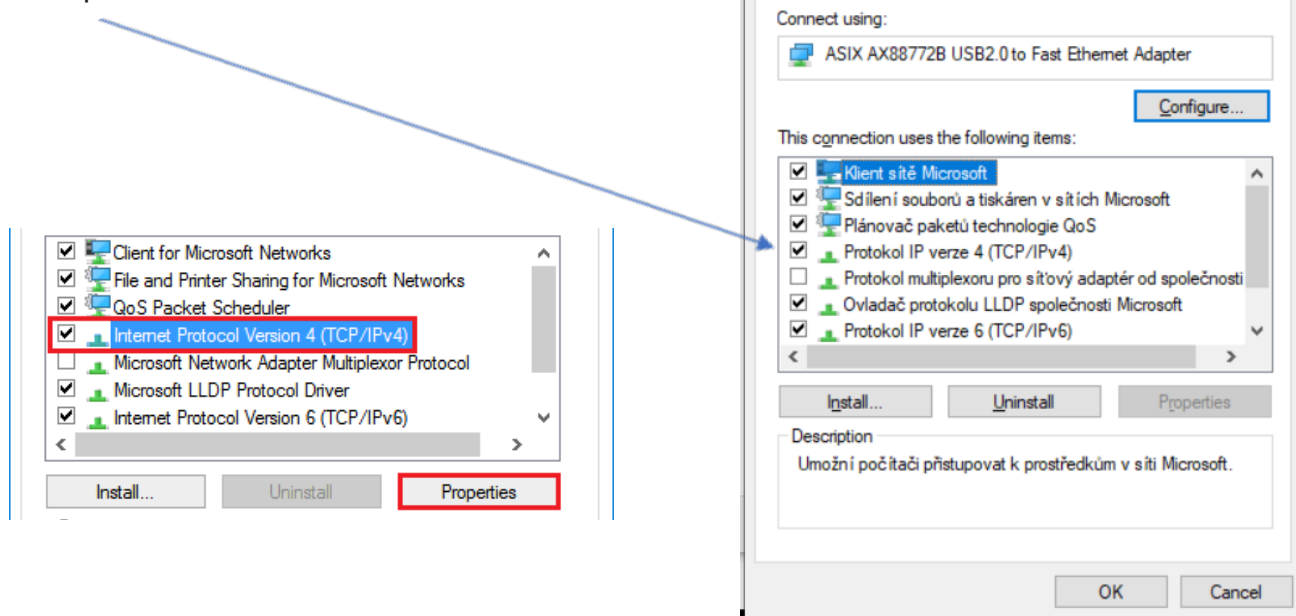 Client for Microsoft Networks
File and Printer Sharing for Microsoft Networks
QoS Packet Scheduler
Internet Protocol Version 4 (TCP/IPv4)
Microsoft Network Adapter Multiplexor Protocol
Microsoft LLDP Protocol Driver
Internet Protocol Version 6 (TCP/IPv6)
Install...
Uninstall
Properties
Connect using:
ASIX AX88772B USB2.0 to Fast Ethernet Adapter
Configure...
This connection uses the following items:
Klient sítě Microsoft
Sdílení souborů a tiskáren v sítích Microsoft
Plánovač paketů technologie QoS
Protokol IP verze 4 (TCP/IPv4)
Protokol multiplexoru pro síťový adaptér od společnosti
Ovladač protokolu LLDP společnosti Microsoft
Protokol IP verze 6 (TCP/IPv6)
Install...
Uninstall
Properties
Description
Umožní počítači přistupovat k prostředkům v síti Microsoft.
OK
Cancel